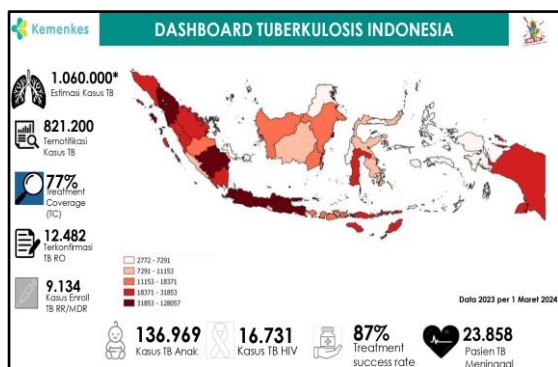 Kemenkes
DASHBOARD TUBERKULOSIS INDONESIA
1.060.000*
Estimasi Kasus TB
821.200
Ternotifikasi
Kasus TB
77%
Treatment
Coverage
(TC)
12.482
Terkonfirmasi
TB RO
9.134
Kasus Enroll
TB RR/MDR
2772 - 7291
7291 - 11153
11153 - 18371
18371 - 31853
31853 - 128057
Data 2023 per 1 Maret 2024
136.969
Kasus TB Anak
16.731
Kasus TB HIV
87%
Treatment
success rate
23.858
Pasien TB
Meninggal